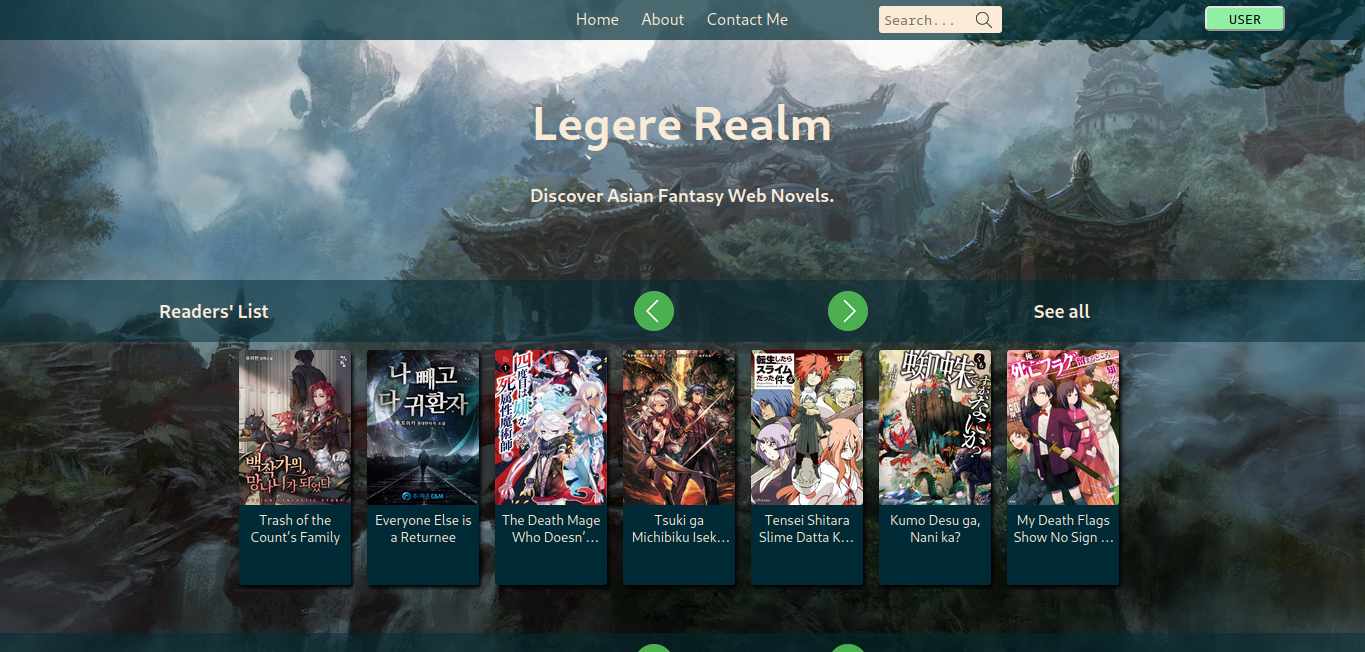 Home About Contact Me Search... USER
Legere Realm
Discover Asian Fantasy Web Novels.
Readers' List See all
백작가의
망나니가 되었다
나 빼고
다 귀환자
四度目は嫌な
死属性魔術師
転生したら
スライム
だった件
蜘蛛
ですが、
なにか?
死亡フラグが
Trash of the
Count's Family
Everyone Else is
a Returnee
The Death Mage
Who Doesn'...
Tsuki ga
Michibiku Isek...
Tensei Shitara
Slime Datta K...
Kumo Desu ga,
Nani ka?
My Death Flags
Show No Sign ...